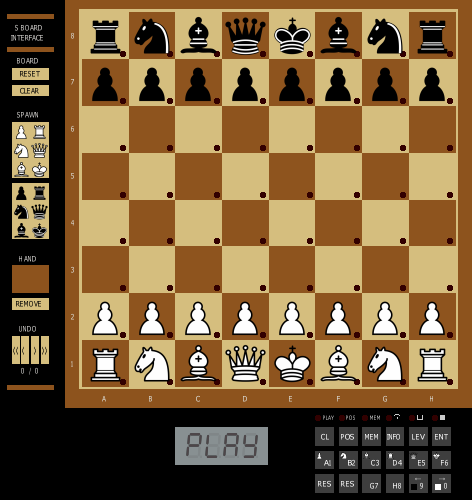 S BOARD
INTERFACE
BOARD
RESET
CLEAR
SPAWN
HAND
REMOVE
UNDO
0 / 0
8
7
6
5
4
3
2
1
A B C D E F G H
PLAY
PLAY POS MEM
CL POS MEM INFO LEV ENT
A1 B2 C3 D4 E5 F6
RES RES G7 H8 9 0